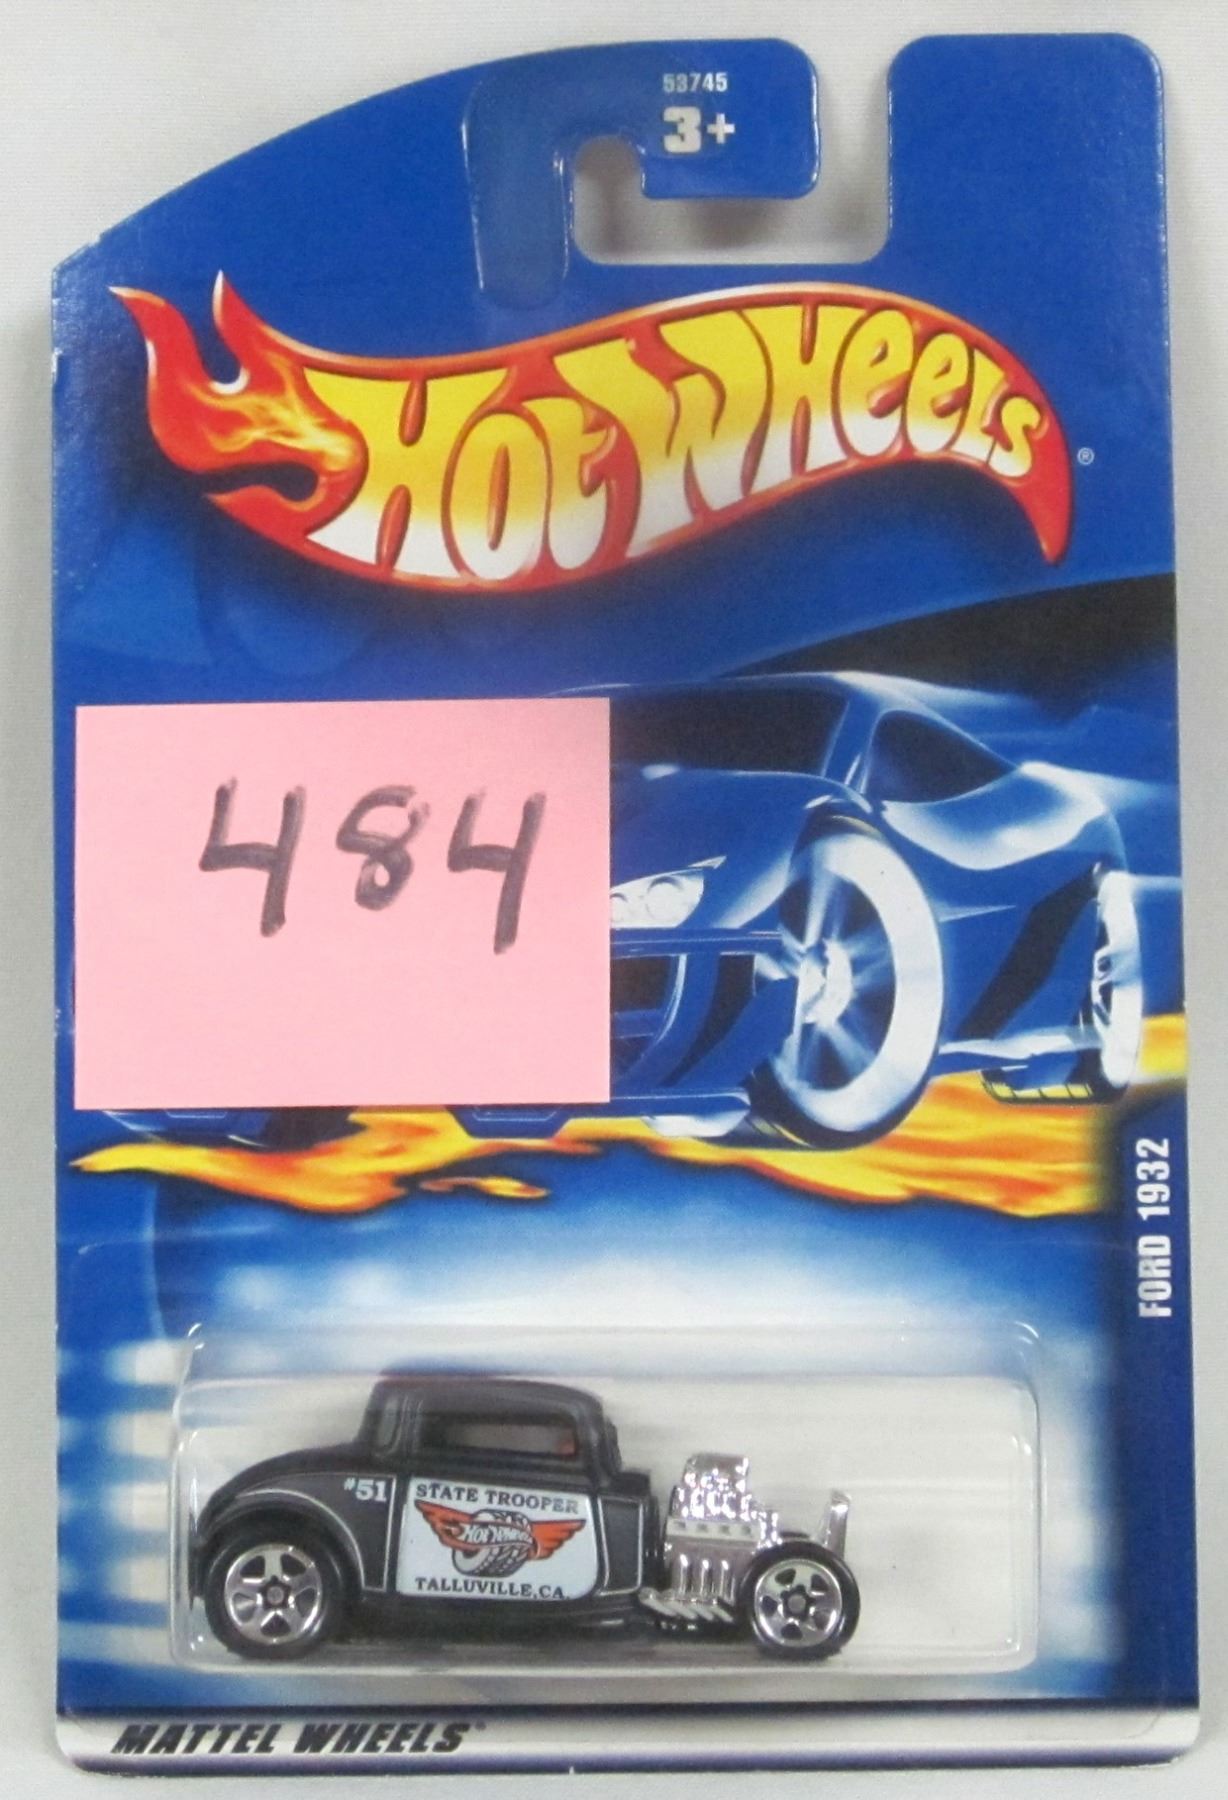 53745
3+
HOT WHEELS®
484
FORD 1932
#51
STATE TROOPER
HOT WHEELS
TALLUVILLE, CA.
MATTEL WHEELS